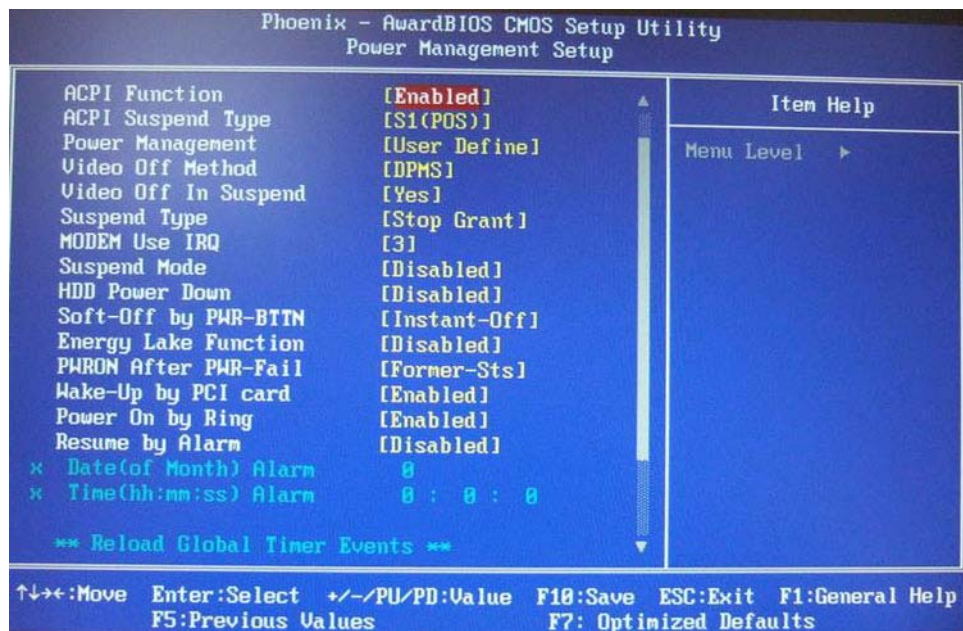 Phoenix - AwardBIOS CMOS Setup Utility
Power Management Setup
ACPI Function [Enabled]
ACPI Suspend Type [S1(POS)]
Power Management [User Define]
Video Off Method [DPMS]
Video Off In Suspend [Yes]
Suspend Type [Stop Grant]
MODEM Use IRQ [3]
Suspend Mode [Disabled]
HDD Power Down [Disabled]
Soft-Off by PWR-BTTN [Instant-Off]
Energy Lake Function [Disabled]
PWRON After PWR-Fail [Former-Sts]
Wake-Up by PCI card [Enabled]
Power On by Ring [Enabled]
Resume by Alarm [Disabled]
x Date(of Month) Alarm 0
x Time(hh:mm:ss) Alarm 0 : 0 : 0
** Reload Global Timer Events **
Item Help
Menu Level ►
↑↓→←:Move Enter:Select +/-/PU/PD:Value F10:Save ESC:Exit F1:General Help
F5:Previous Values F7: Optimized Defaults